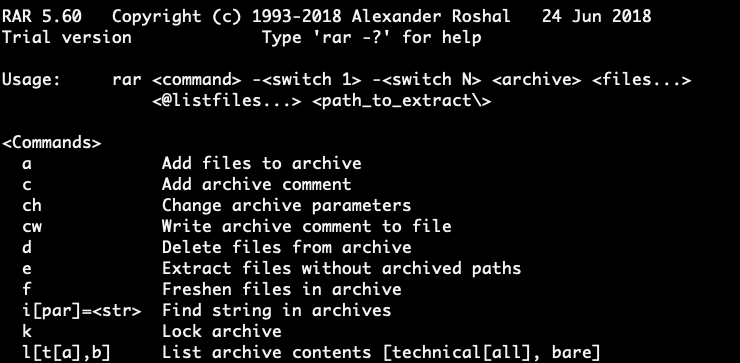 RAR 5.60   Copyright (c) 1993-2018 Alexander Roshal   24 Jun 2018
Trial version             Type 'rar -?' for help
Usage:     rar <command> -<switch 1> -<switch N> <archive> <files...>
               <@listfiles...> <path_to_extract\>
<Commands>
  a             Add files to archive
  c             Add archive comment
  ch            Change archive parameters
  cw            Write archive comment to file
  d             Delete files from archive
  e             Extract files without archived paths
  f             Freshen files in archive
  i[par]=<str>  Find string in archives
  k             Lock archive
  l[t[a],b]     List archive contents [technical[all], bare]